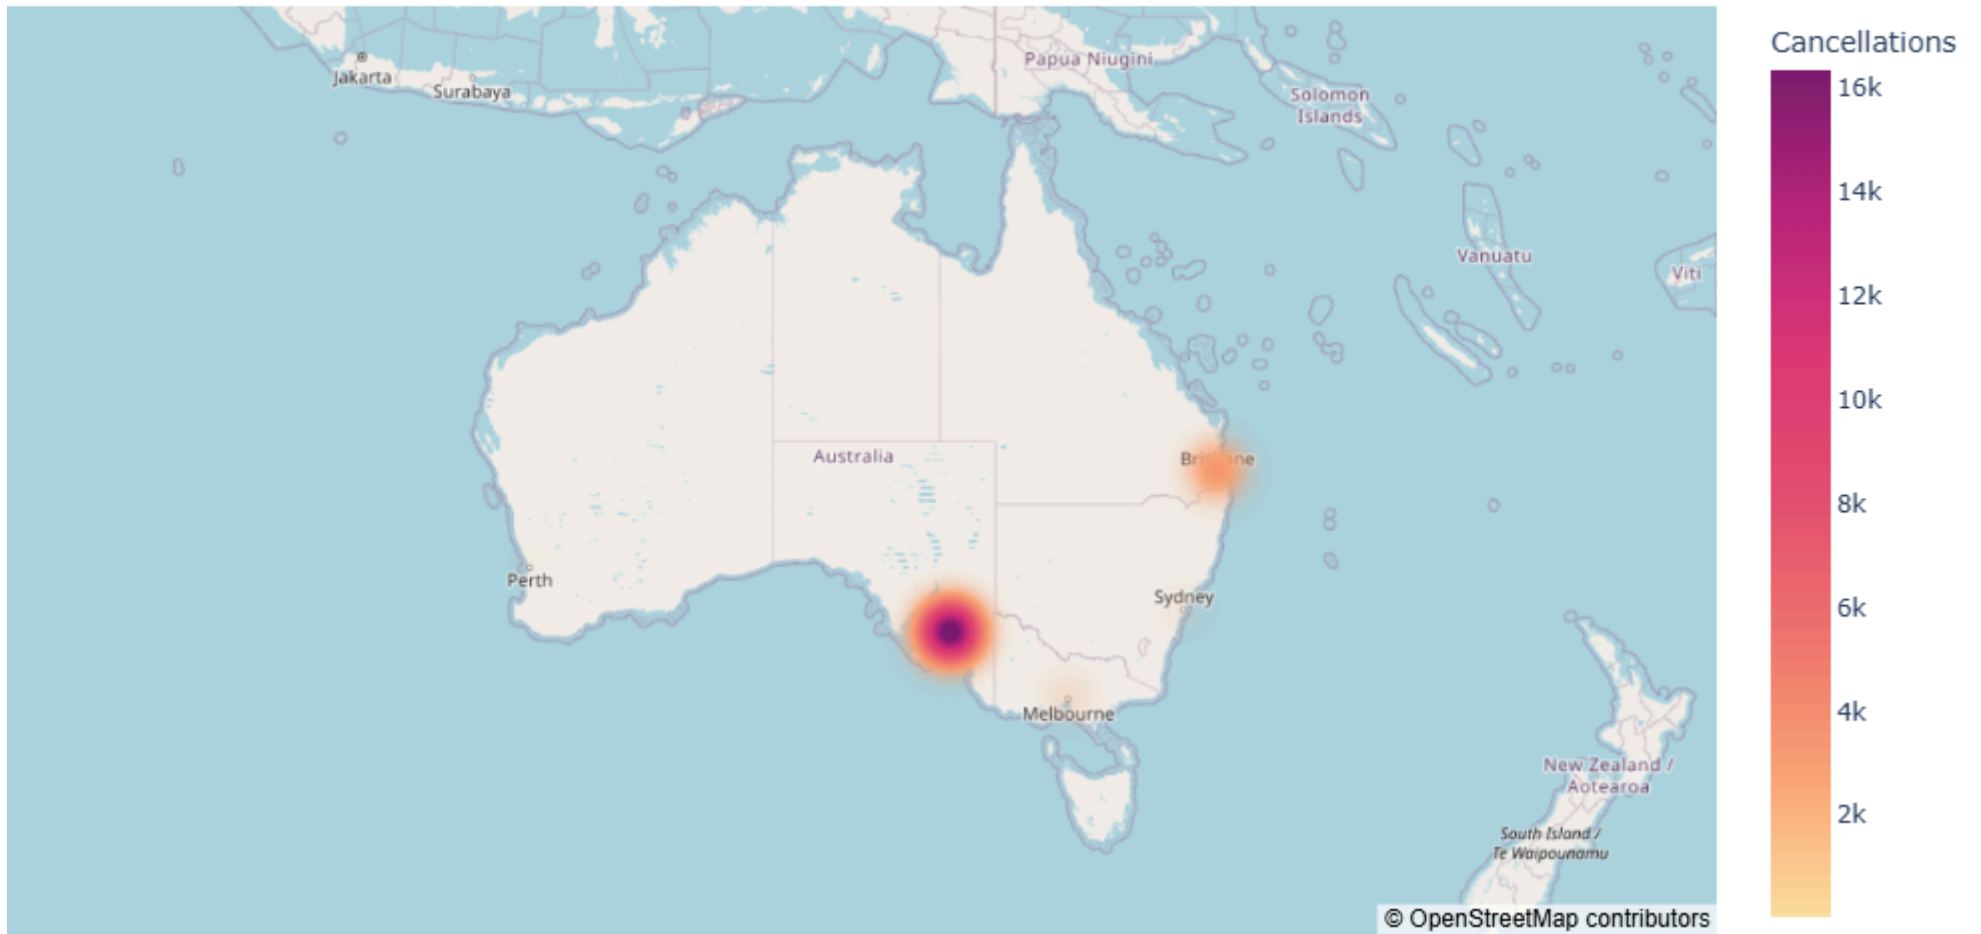 Cancellations
Papua Niugini
Jakarta
Surabaya
Solomon
Islands
16k
14k
Vanuatu
Viti
12k
10k
Australia
8k
Perth
Sydney
6k
Melbourne
4k
New Zealand /
Aotearoa
2k
South Island /
Te Waipounamu
© OpenStreetMap contributors